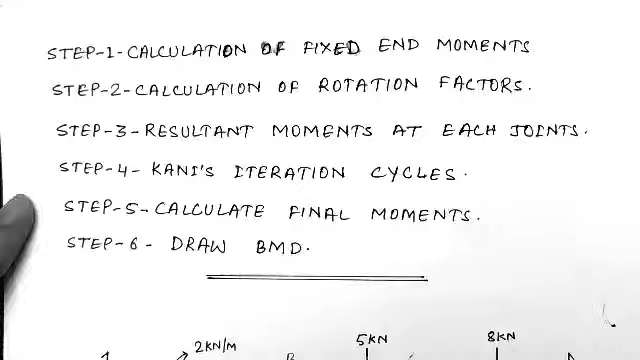 STEP-1-CALCULATION OF FIXED END MOMENTS
STEP-2-CALCULATION OF ROTATION FACTORS.
STEP-3-RESULTANT MOMENTS AT EACH JOINTS.
STEP-4-KANI'S ITERATION CYCLES.
STEP-5-CALCULATE FINAL MOMENTS.
STEP-6- DRAW BMD.
2KN/M 5KN 8KN